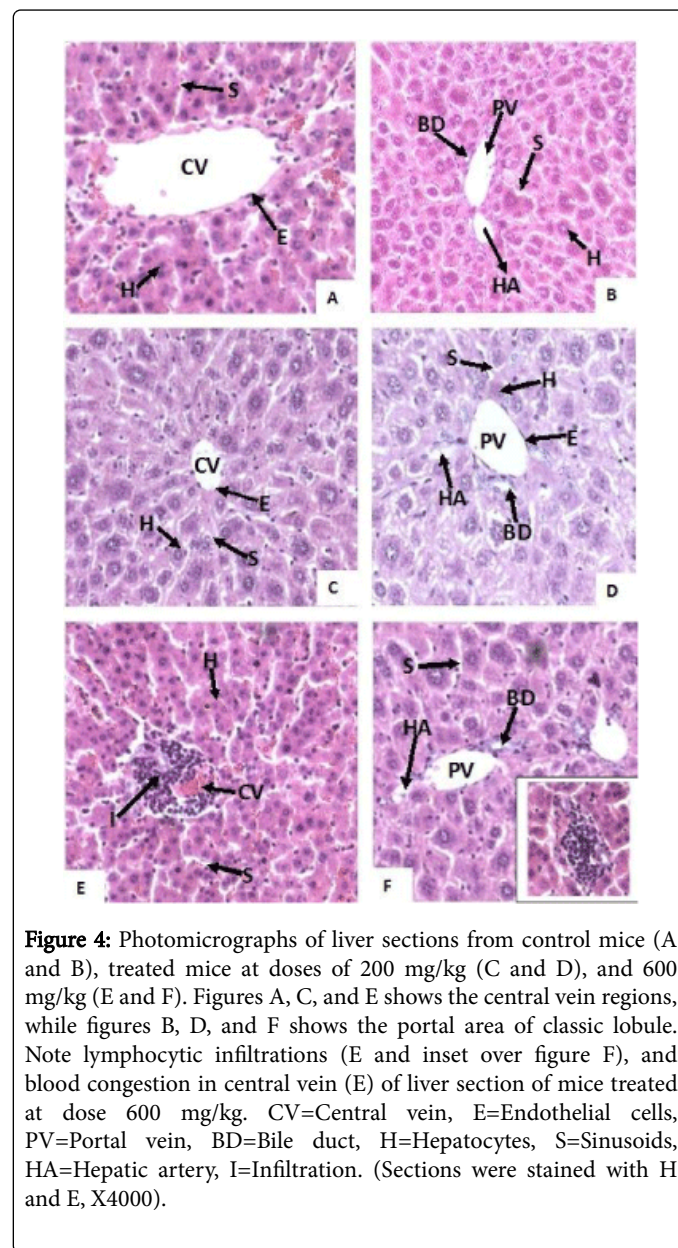 S
CV
E
H
A
BD
PV
S
H
HA
B
CV
E
H
S
C
S
H
PV
E
HA
BD
D
H
CV
I
S
E
S
BD
HA
PV
F
Figure 4: Photomicrographs of liver sections from control mice (A
and B), treated mice at doses of 200 mg/kg (C and D), and 600
mg/kg (E and F). Figures A, C, and E shows the central vein regions,
while figures B, D, and F shows the portal area of classic lobule.
Note lymphocytic infiltrations (E and inset over figure F), and
blood congestion in central vein (E) of liver section of mice treated
at dose 600 mg/kg. CV=Central vein, E=Endothelial cells,
PV=Portal vein, BD=Bile duct, H=Hepatocytes, S=Sinusoids,
HA=Hepatic artery, I=Infiltration. (Sections were stained with H
and E, X4000).